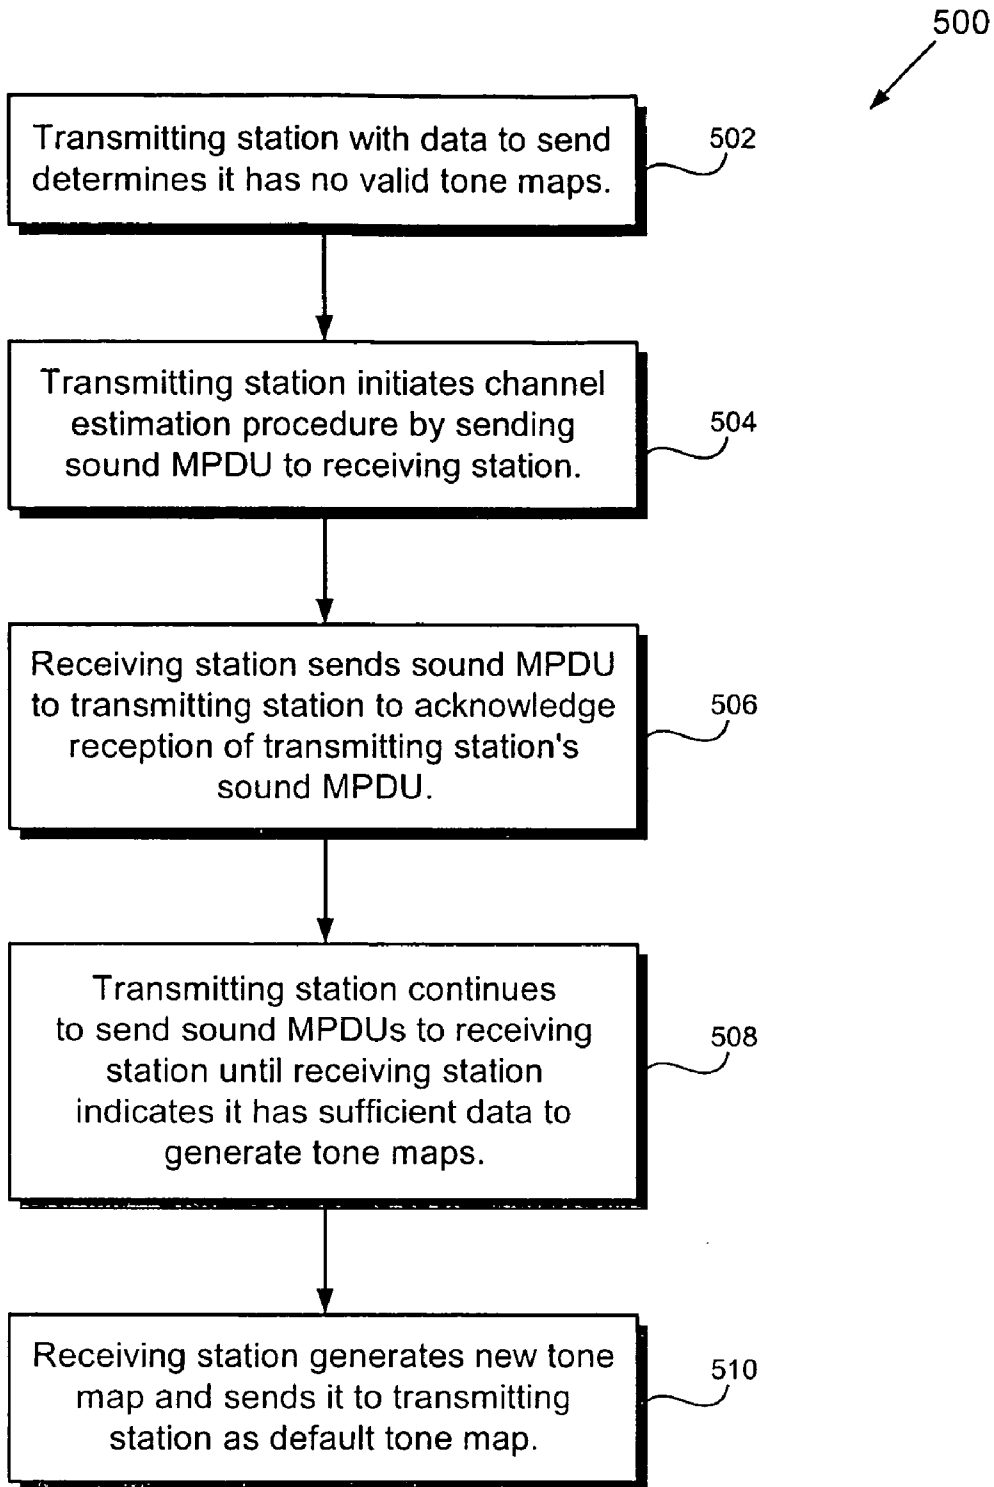 500
Transmitting station with data to send
determines it has no valid tone maps.
502
Transmitting station initiates channel
estimation procedure by sending
sound MPDU to receiving station.
504
Receiving station sends sound MPDU
to transmitting station to acknowledge
reception of transmitting station's
sound MPDU.
506
Transmitting station continues
to send sound MPDUs to receiving
station until receiving station
indicates it has sufficient data to
generate tone maps.
508
Receiving station generates new tone
map and sends it to transmitting
station as default tone map.
510